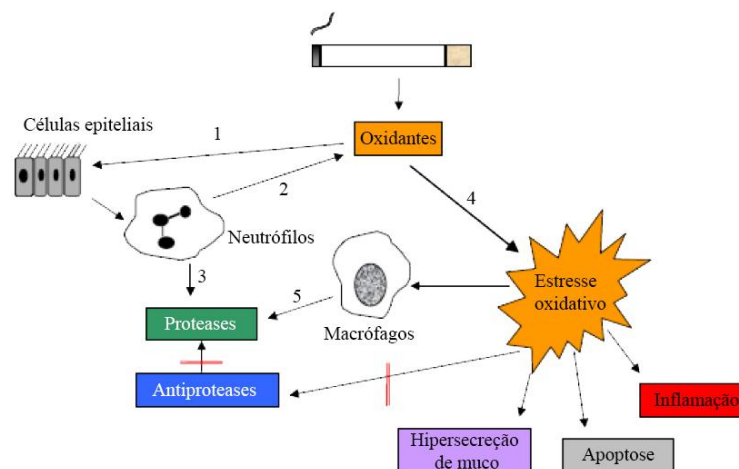 Células epiteliais
1
Oxidantes
2
4
Neutrófilos
3
5
Estresse
oxidativo
Proteases
Macrófagos
Antiproteases
Inflamação
Hipersecreção
de muco
Apoptose